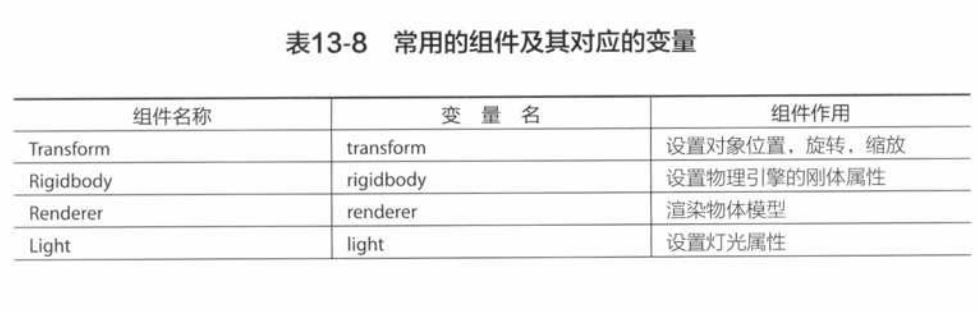 表13-8 常用的组件及其对应的变量
组件名称 变 量 名 组件作用
Transform transform 设置对象位置，旋转，缩放
Rigidbody rigidbody 设置物理引擎的刚体属性
Renderer renderer 渲染物体模型
Light light 设置灯光属性